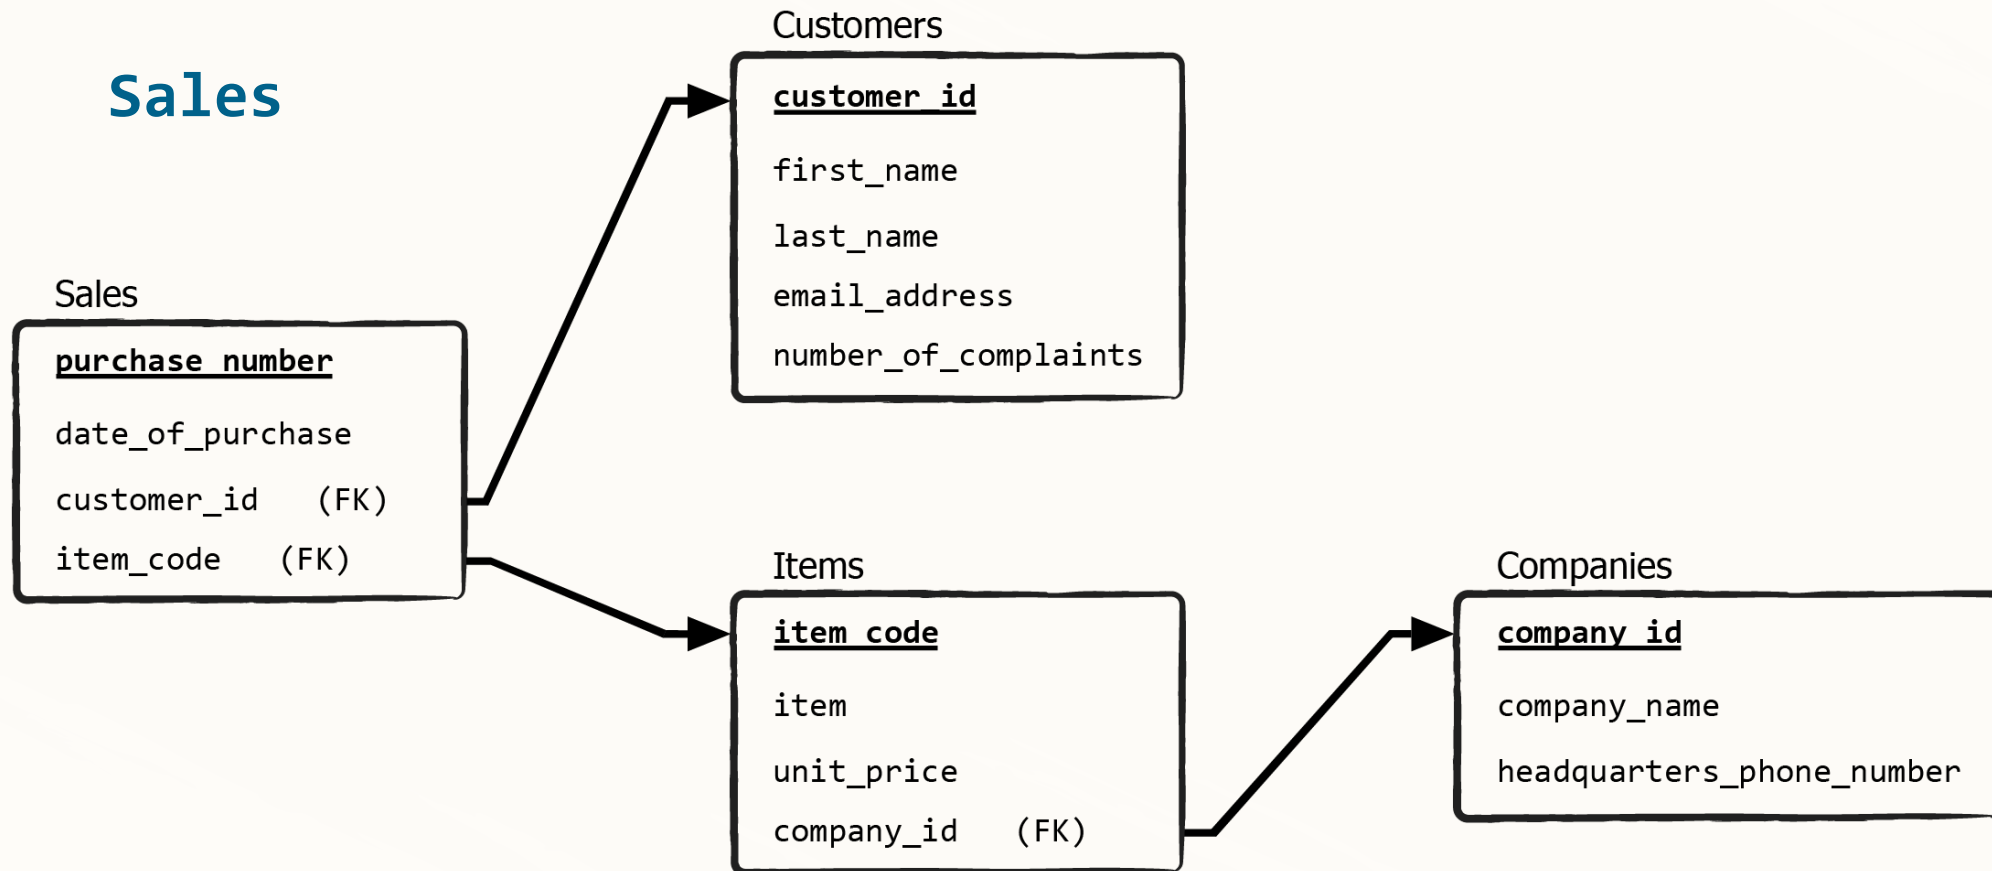 Sales
Customers
customer_id
first_name
last_name
email_address
number_of_complaints
Sales
purchase_number
date_of_purchase
customer_id (FK)
item_code (FK)
Items
item_code
item
unit_price
company_id (FK)
Companies
company_id
company_name
headquarters_phone_number